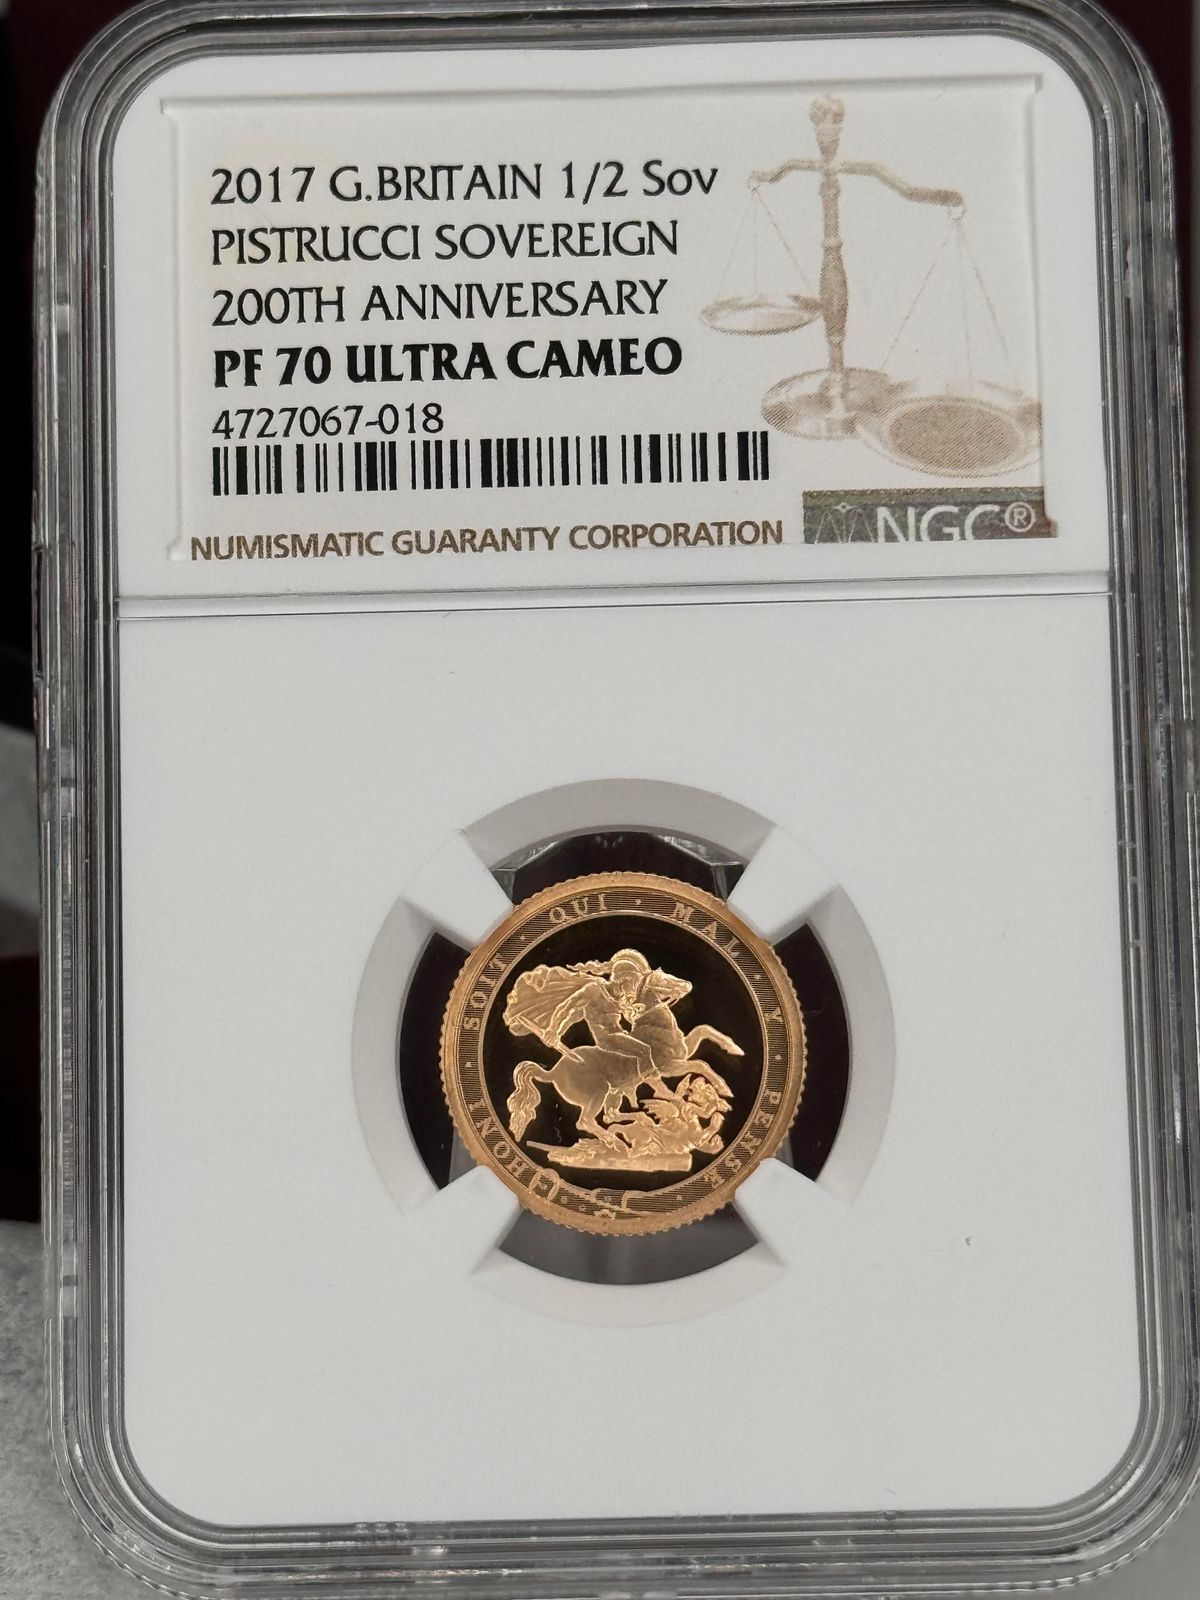 2017 G.BRITAIN 1/2 Sov
PISTRUCCI SOVEREIGN
200TH ANNIVERSARY
PF 70 ULTRA CAMEO
4727067-018
NUMISMATIC GUARANTY CORPORATION
NGC®
HONI · SOIT · QUI · MAL · Y · PENSE ·